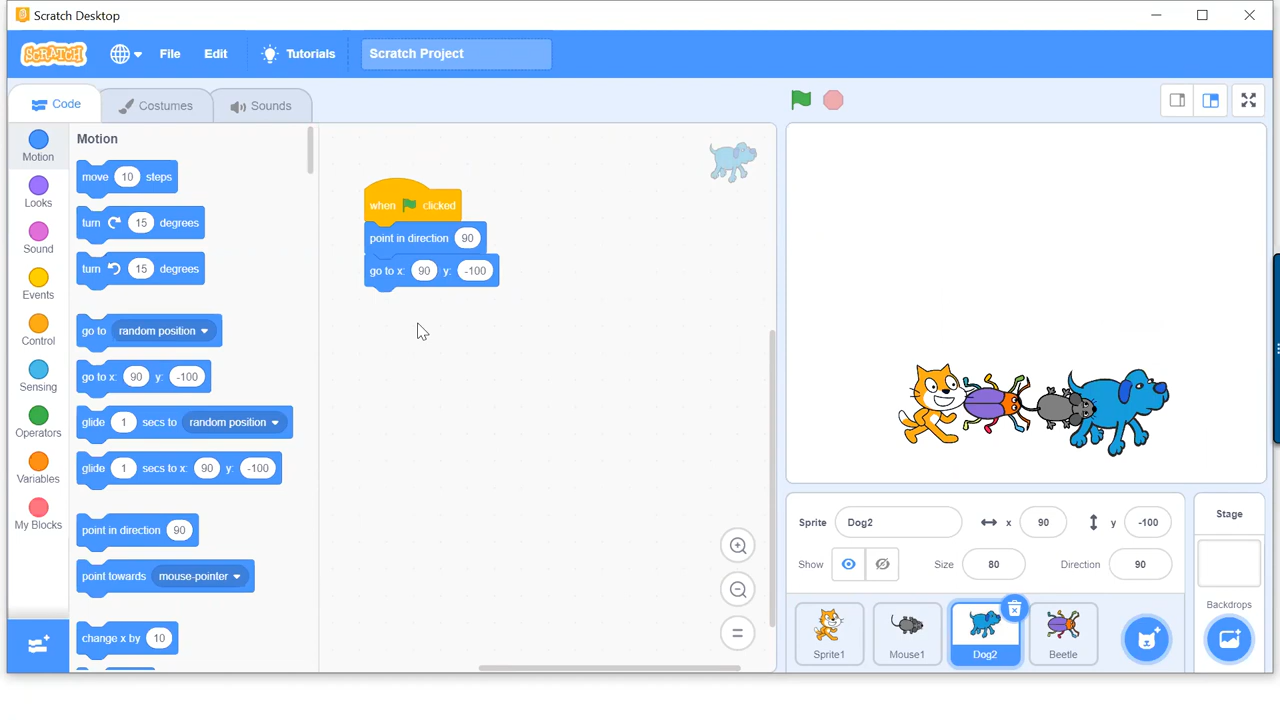 Scratch Desktop
SCRATCH File Edit Tutorials Scratch Project
Code Costumes Sounds
Motion
Looks
Sound
Events
Control
Sensing
Operators
Variables
My Blocks
Motion
move 10 steps
turn 15 degrees
turn 15 degrees
go to random position
go to x: 90 y: -100
glide 1 secs to random position
glide 1 secs to x: 90 y: -100
point in direction 90
point towards mouse-pointer
change x by 10
when clicked
point in direction 90
go to x: 90 y: -100
Sprite Dog2 x 90 y -100
Show Size 80 Direction 90
Sprite1 Mouse1 Dog2 Beetle
Stage
Backdrops